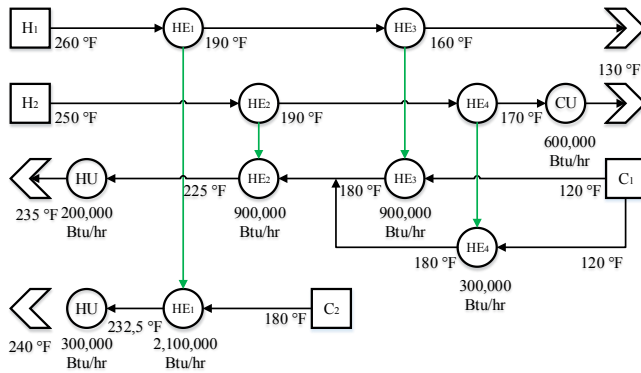 H1 HE1 HE3
260 °F 190 °F 160 °F 130 °F
H2 HE2 HE4 CU
250 °F 190 °F 170 °F
600,000
Btu/hr
HU HE2 HE3 C1
235 °F 225 °F 180 °F 120 °F
200,000 900,000 900,000
Btu/hr Btu/hr Btu/hr
HE4
180 °F 120 °F
300,000
Btu/hr
HU HE1 C2
240 °F 232,5 °F 180 °F
300,000 2,100,000
Btu/hr Btu/hr